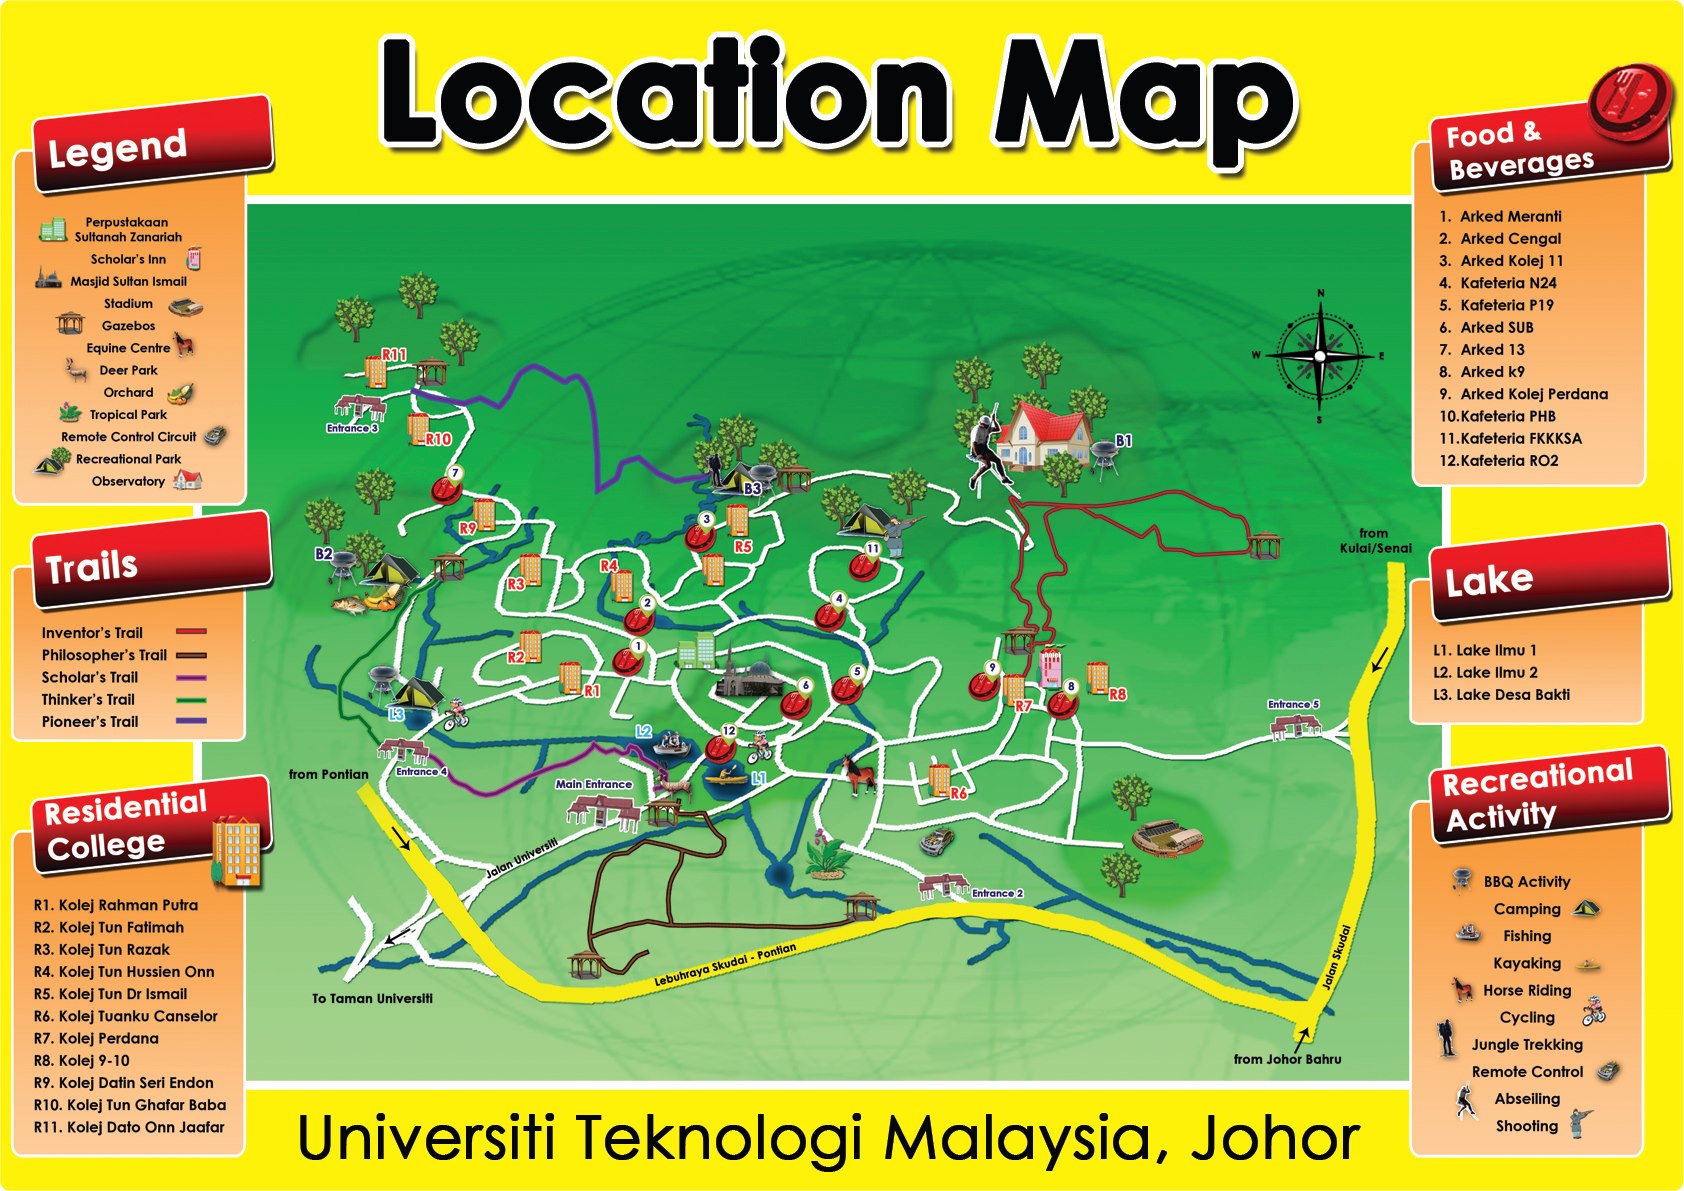 Location Map
Legend
Perpustakaan
Sultanah Zanariah
Scholar's Inn
Masjid Sultan Ismail
Stadium
Gazebos
Equine Centre
Deer Park
Orchard
Tropical Park
Remote Control Circuit
Recreational Park
Observatory
Trails
Inventor's Trail
Philosopher's Trail
Scholar's Trail
Thinker's Trail
Pioneer's Trail
Residential
College
R1. Kolej Rahman Putra
R2. Kolej Tun Fatimah
R3. Kolej Tun Razak
R4. Kolej Tun Hussien Onn
R5. Kolej Tun Dr Ismail
R6. Kolej Tuanku Canselor
R7. Kolej Perdana
R8. Kolej 9-10
R9. Kolej Datin Seri Endon
R10. Kolej Tun Ghafar Baba
R11. Kolej Dato Onn Jaafar
N
W
E
S
R11
Entrance 3
R10
7
R9
B1
B3
3
R5
11
B2
R3
R4
2
4
from
Kulai/Senai
R2
1
R1
5
6
9
R7
8
R8
L3
L2
12
L1
Entrance 5
Entrance 4
from Pontian
Main Entrance
R6
Jalan Universiti
Entrance 2
Lebuhraya Skudai - Pontian
Jalan Skudai
To Taman Universiti
from Johor Bahru
Food &
Beverages
1. Arked Meranti
2. Arked Cengal
3. Arked Kolej 11
4. Kafeteria N24
5. Kafeteria P19
6. Arked SUB
7. Arked 13
8. Arked k9
9. Arked Kolej Perdana
10.Kafeteria PHB
11.Kafeteria FKKKSA
12.Kafeteria RO2
Lake
L1. Lake Ilmu 1
L2. Lake Ilmu 2
L3. Lake Desa Bakti
Recreational
Activity
BBQ Activity
Camping
Fishing
Kayaking
Horse Riding
Cycling
Jungle Trekking
Remote Control
Abseiling
Shooting
Universiti Teknologi Malaysia, Johor